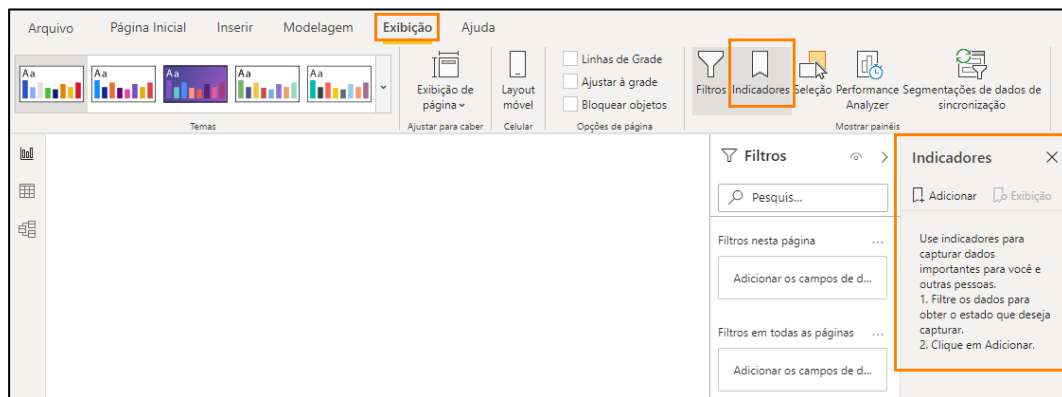 Arquivo Página Inicial Inserir Modelagem Exibição Ajuda
Aa Aa Aa Aa Aa
Exibição de página
Layout móvel
Linhas de Grade
Ajustar à grade
Bloquear objetos
Filtros
Indicadores
Seleção
Performance Analyzer
Segmentações de dados de sincronização
Temas Ajustar para caber Celular Opções de página Mostrar painéis
Filtros
Pesquis...
Filtros nesta página ...
Adicionar os campos de d...
Filtros em todas as páginas ...
Adicionar os campos de d...
Indicadores
Adicionar Exibição
Use indicadores para
capturar dados
importantes para você e
outras pessoas.
1. Filtre os dados para
obter o estado que deseja
capturar.
2. Clique em Adicionar.